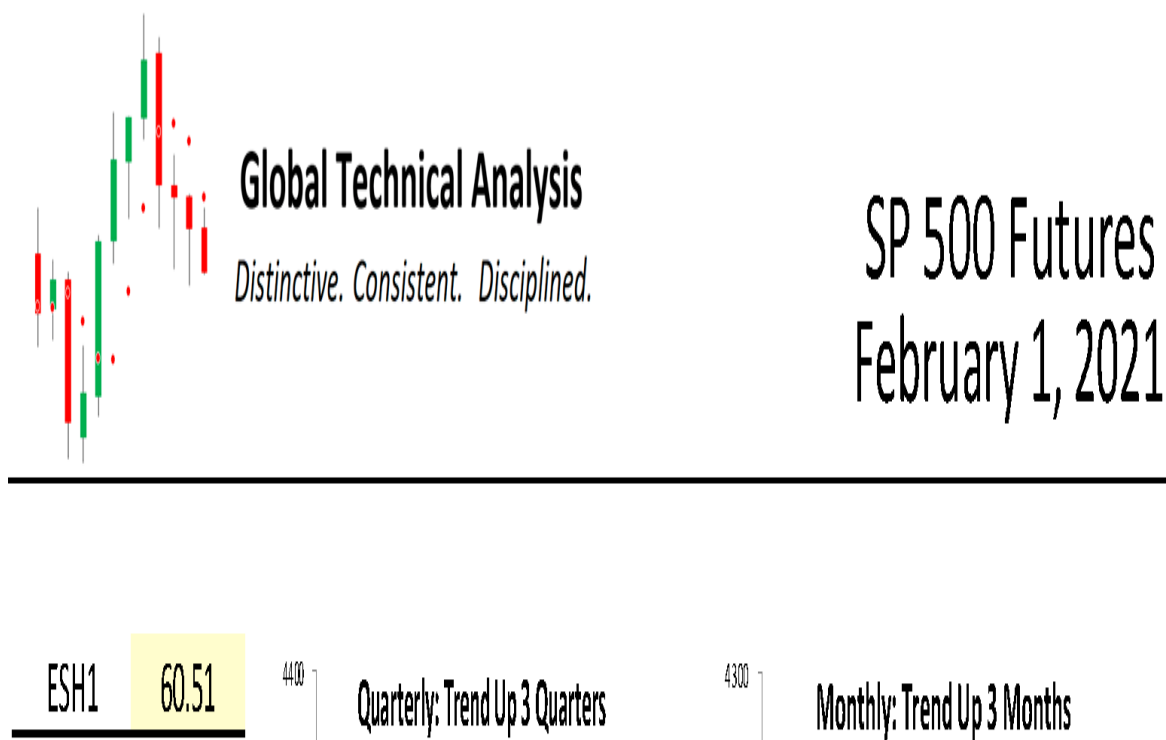 Global Technical Analysis
Distinctive. Consistent. Disciplined.
SP 500 Futures
February 1, 2021
ESH1 60.51
4400
Quarterly: Trend Up 3 Quarters
4300
Monthly: Trend Up 3 Months